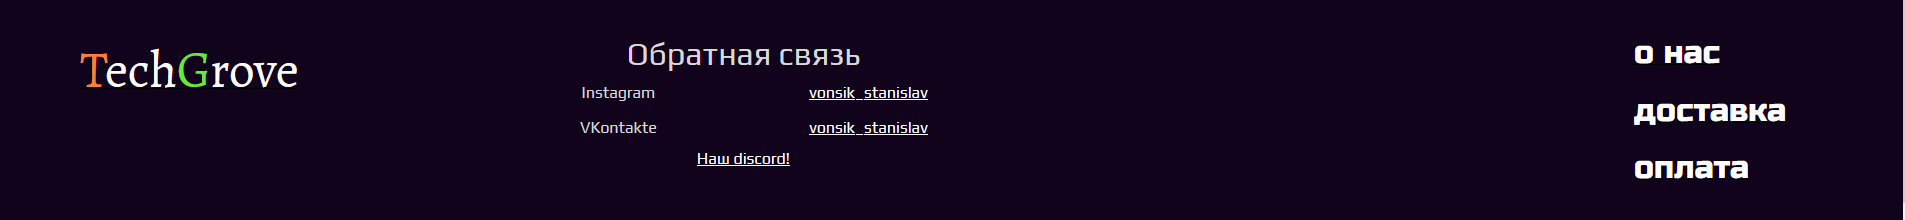 TechGrove
Обратная связь
Instagram vonsik_stanislav
VKontakte vonsik_stanislav
Наш discord!
о нас
доставка
оплата